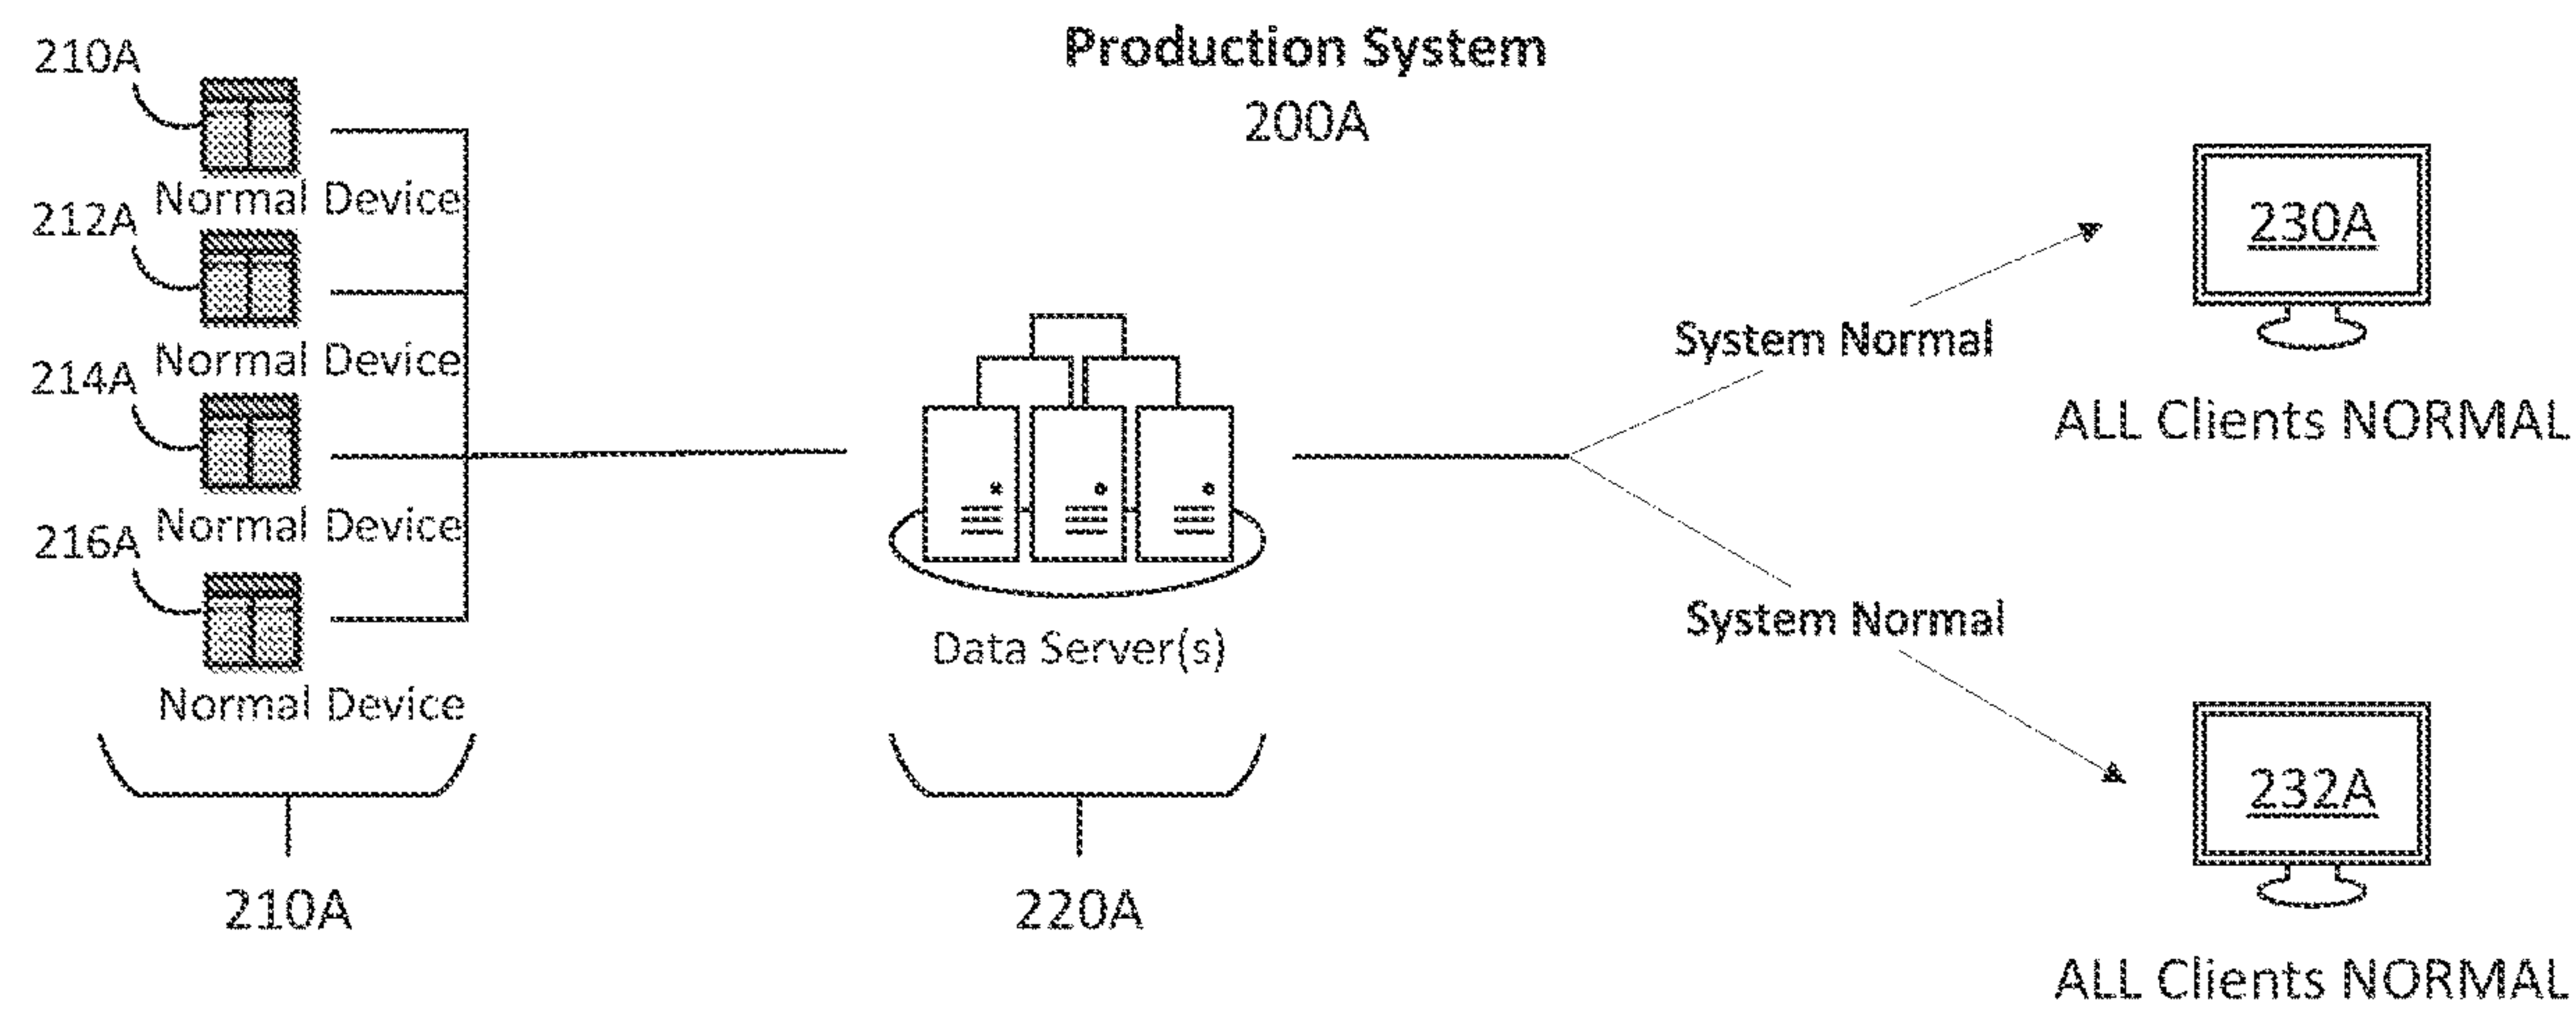 Production System
200A
210A
Normal Device
212A
Normal Device
214A
Normal Device
216A
Normal Device
210A
Data Server(s)
220A
System Normal
230A
ALL Clients NORMAL
System Normal
232A
ALL Clients NORMAL